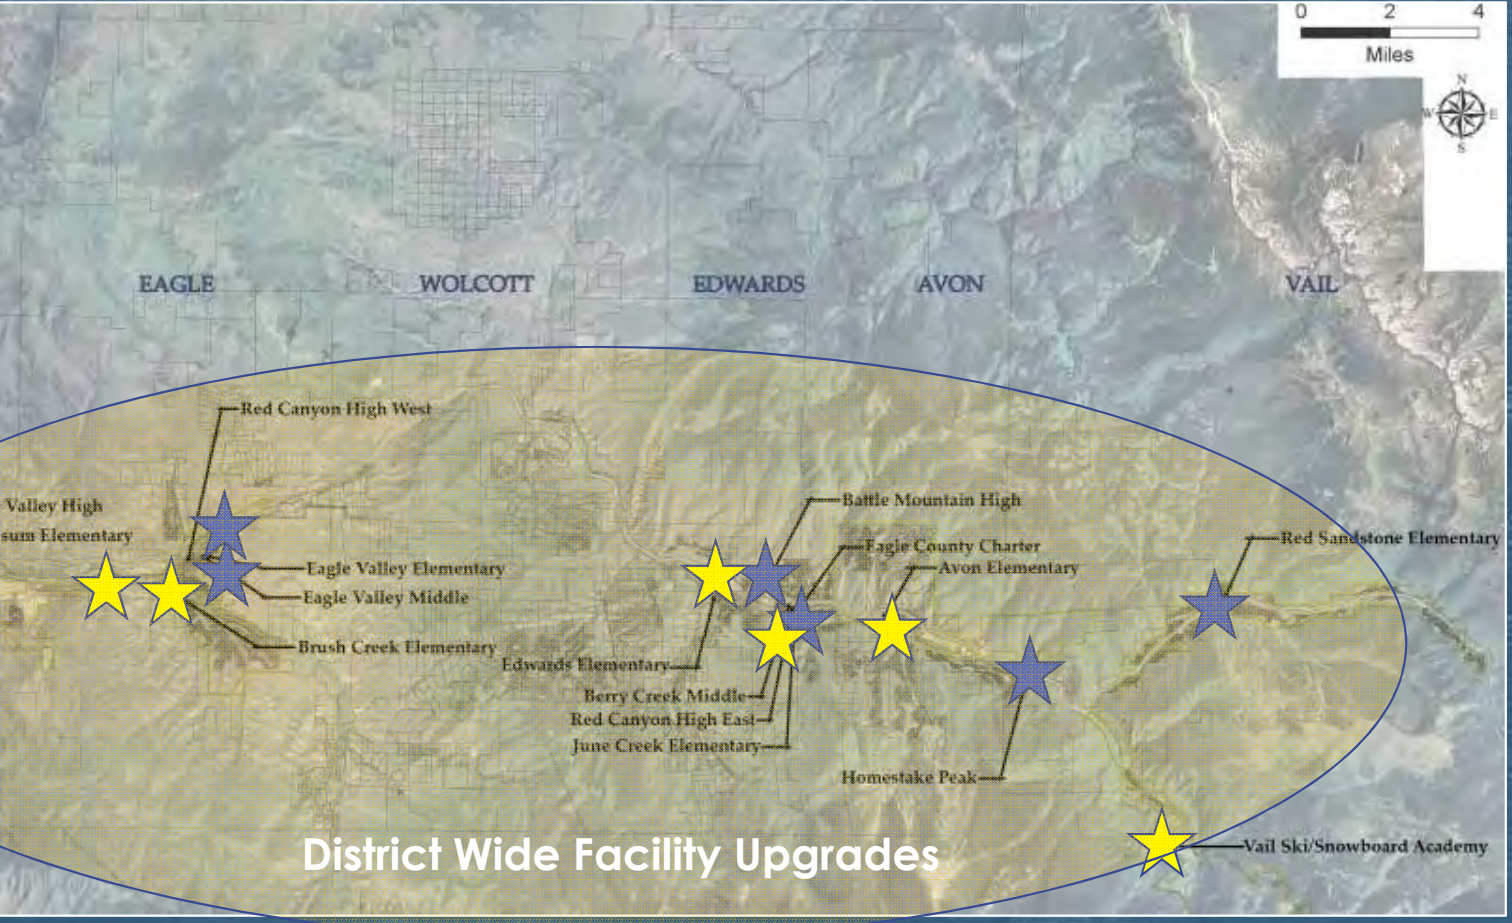 0 2 4
Miles
N
W E
S
EAGLE WOLCOTT EDWARDS AVON VAIL
Red Canyon High West
Valley High
sum Elementary
Eagle Valley Elementary
Eagle Valley Middle
Brush Creek Elementary
Battle Mountain High
Eagle County Charter
Avon Elementary
Red Sandstone Elementary
Edwards Elementary
Berry Creek Middle
Red Canyon High East
June Creek Elementary
Homestake Peak
Vail Ski/Snowboard Academy
District Wide Facility Upgrades